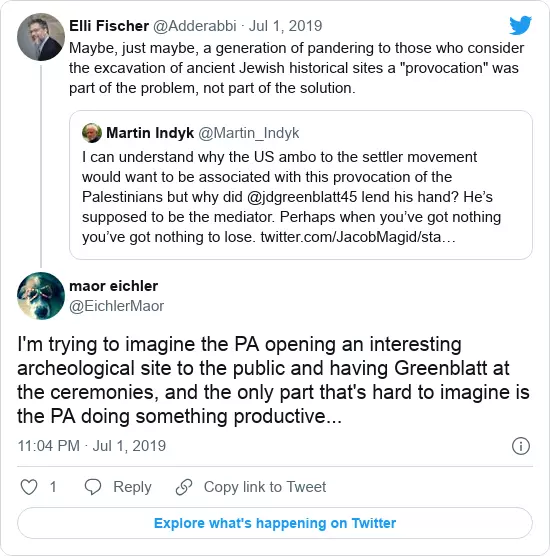 Elli Fischer @Adderabbi · Jul 1, 2019
Maybe, just maybe, a generation of pandering to those who consider
the excavation of ancient Jewish historical sites a "provocation" was
part of the problem, not part of the solution.
Martin Indyk @Martin_Indyk
I can understand why the US ambo to the settler movement
would want to be associated with this provocation of the
Palestinians but why did @jdgreenblatt45 lend his hand? He’s
supposed to be the mediator. Perhaps when you’ve got nothing
you’ve got nothing to lose. twitter.com/JacobMagid/sta…
maor eichler
@EichlerMaor
I'm trying to imagine the PA opening an interesting
archeological site to the public and having Greenblatt at
the ceremonies, and the only part that's hard to imagine is
the PA doing something productive...
11:04 PM · Jul 1, 2019
1 Reply Copy link to Tweet
Explore what's happening on Twitter